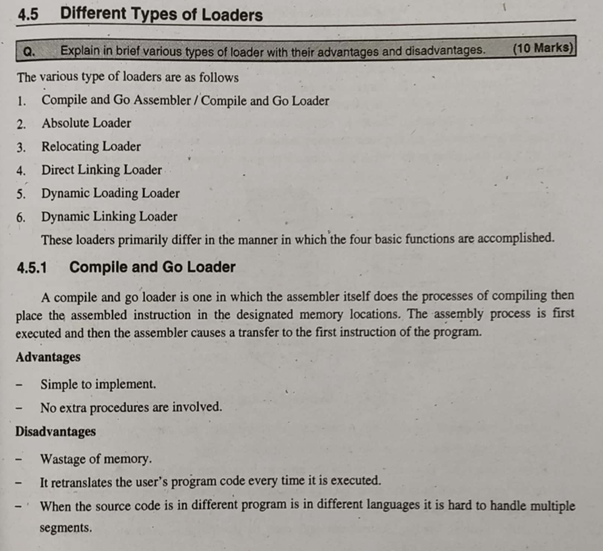 4.5 Different Types of Loaders
Q. Explain in brief various types of loader with their advantages and disadvantages. (10 Marks)
The various type of loaders are as follows
1. Compile and Go Assembler / Compile and Go Loader
2. Absolute Loader
3. Relocating Loader
4. Direct Linking Loader
5. Dynamic Loading Loader
6. Dynamic Linking Loader
These loaders primarily differ in the manner in which the four basic functions are accomplished.
4.5.1 Compile and Go Loader
A compile and go loader is one in which the assembler itself does the processes of compiling then
place the assembled instruction in the designated memory locations. The assembly process is first
executed and then the assembler causes a transfer to the first instruction of the program.
Advantages
– Simple to implement.
– No extra procedures are involved.
Disadvantages
– Wastage of memory.
– It retranslates the user's program code every time it is executed.
– When the source code is in different program is in different languages it is hard to handle multiple
segments.